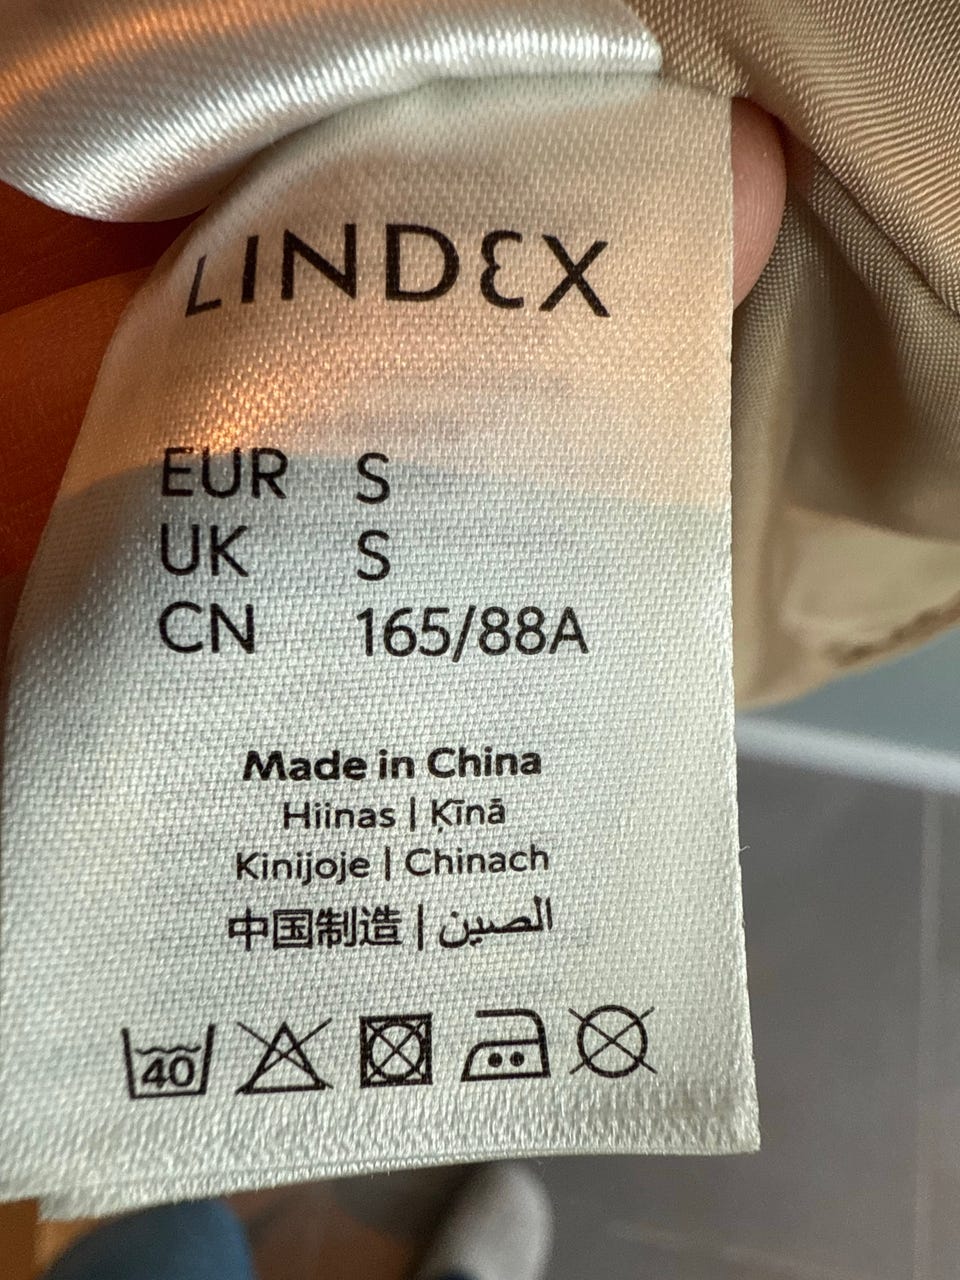 LINDEX
EUR S
UK S
CN 165/88A
Made in China
Hiinas | Ķīnā
Kinijoje | Chinach
中国制造 | الصين
40